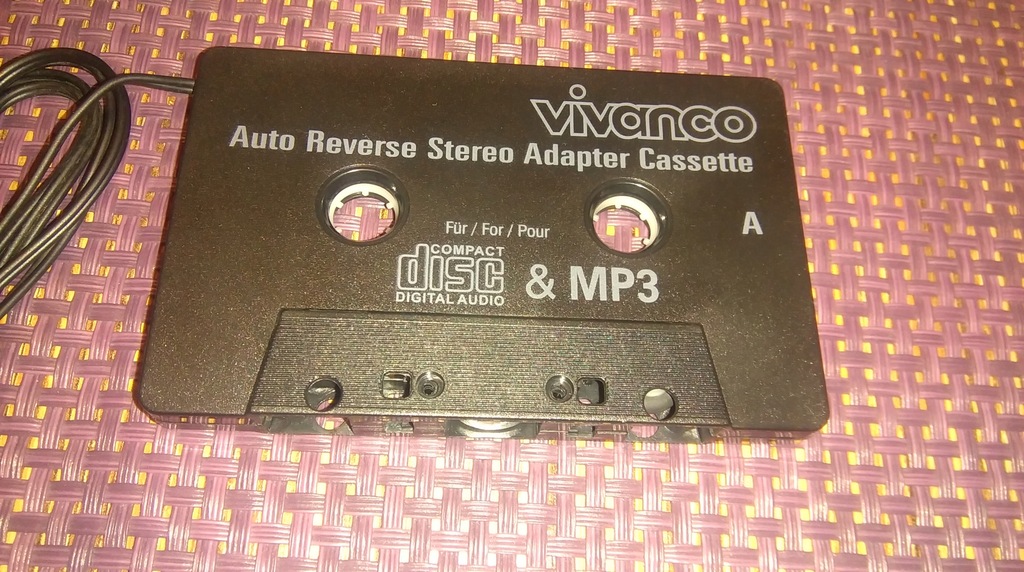 vivanco
Auto Reverse Stereo Adapter Cassette
A
Für / For / Pour
COMPACT
disc
DIGITAL AUDIO
& MP3